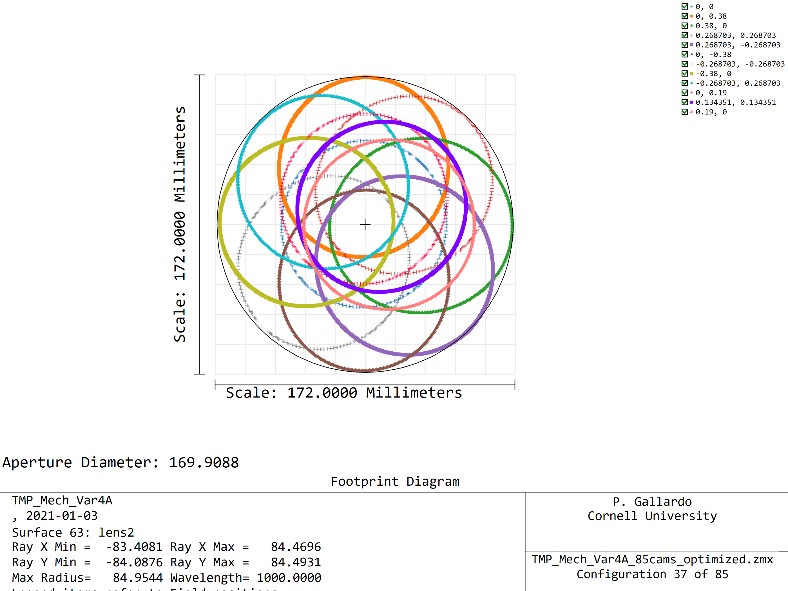 0, 0
0, 0.38
0.38, 0
0.268703, 0.268703
0.268703, -0.268703
0, -0.38
-0.268703, -0.268703
-0.38, 0
-0.268703, 0.268703
0, 0.19
0.134351, 0.134351
0.19, 0
Scale: 172.0000 Millimeters
Scale: 172.0000 Millimeters
Aperture Diameter: 169.9088
Footprint Diagram
TMP_Mech_Var4A
, 2021-01-03
Surface 63: lens2
Ray X Min = -83.4081 Ray X Max = 84.4696
Ray Y Min = -84.0876 Ray Y Max = 84.4931
Max Radius= 84.9544 Wavelength= 1000.0000
P. Gallardo
Cornell University
TMP_Mech_Var4A_85cams_optimized.zmx
Configuration 37 of 85